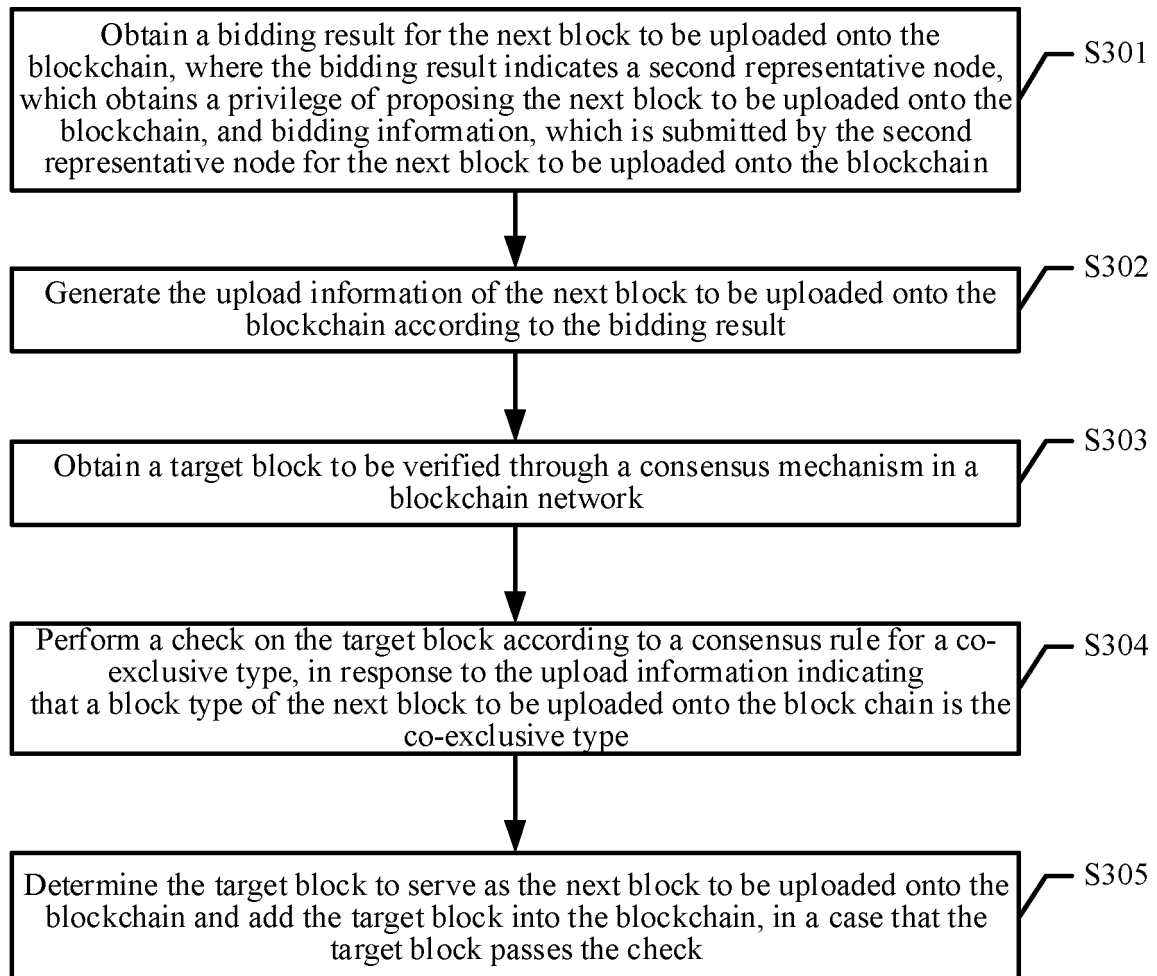 Obtain a bidding result for the next block to be uploaded onto the
blockchain, where the bidding result indicates a second representative node,
which obtains a privilege of proposing the next block to be uploaded onto the
blockchain, and bidding information, which is submitted by the second
representative node for the next block to be uploaded onto the blockchain
S301
Generate the upload information of the next block to be uploaded onto the
blockchain according to the bidding result
S302
Obtain a target block to be verified through a consensus mechanism in a
blockchain network
S303
Perform a check on the target block according to a consensus rule for a co-
exclusive type, in response to the upload information indicating
that a block type of the next block to be uploaded onto the block chain is the
co-exclusive type
S304
Determine the target block to serve as the next block to be uploaded onto the
blockchain and add the target block into the blockchain, in a case that the
target block passes the check
S305